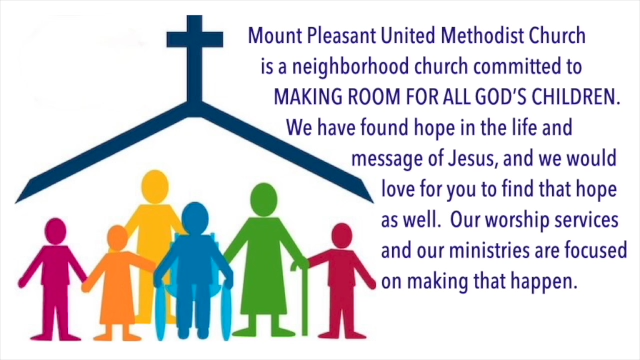 Mount Pleasant United Methodist Church
is a neighborhood church committed to
MAKING ROOM FOR ALL GOD'S CHILDREN.
We have found hope in the life and
message of Jesus, and we would
love for you to find that hope
as well.  Our worship services
and our ministries are focused
on making that happen.